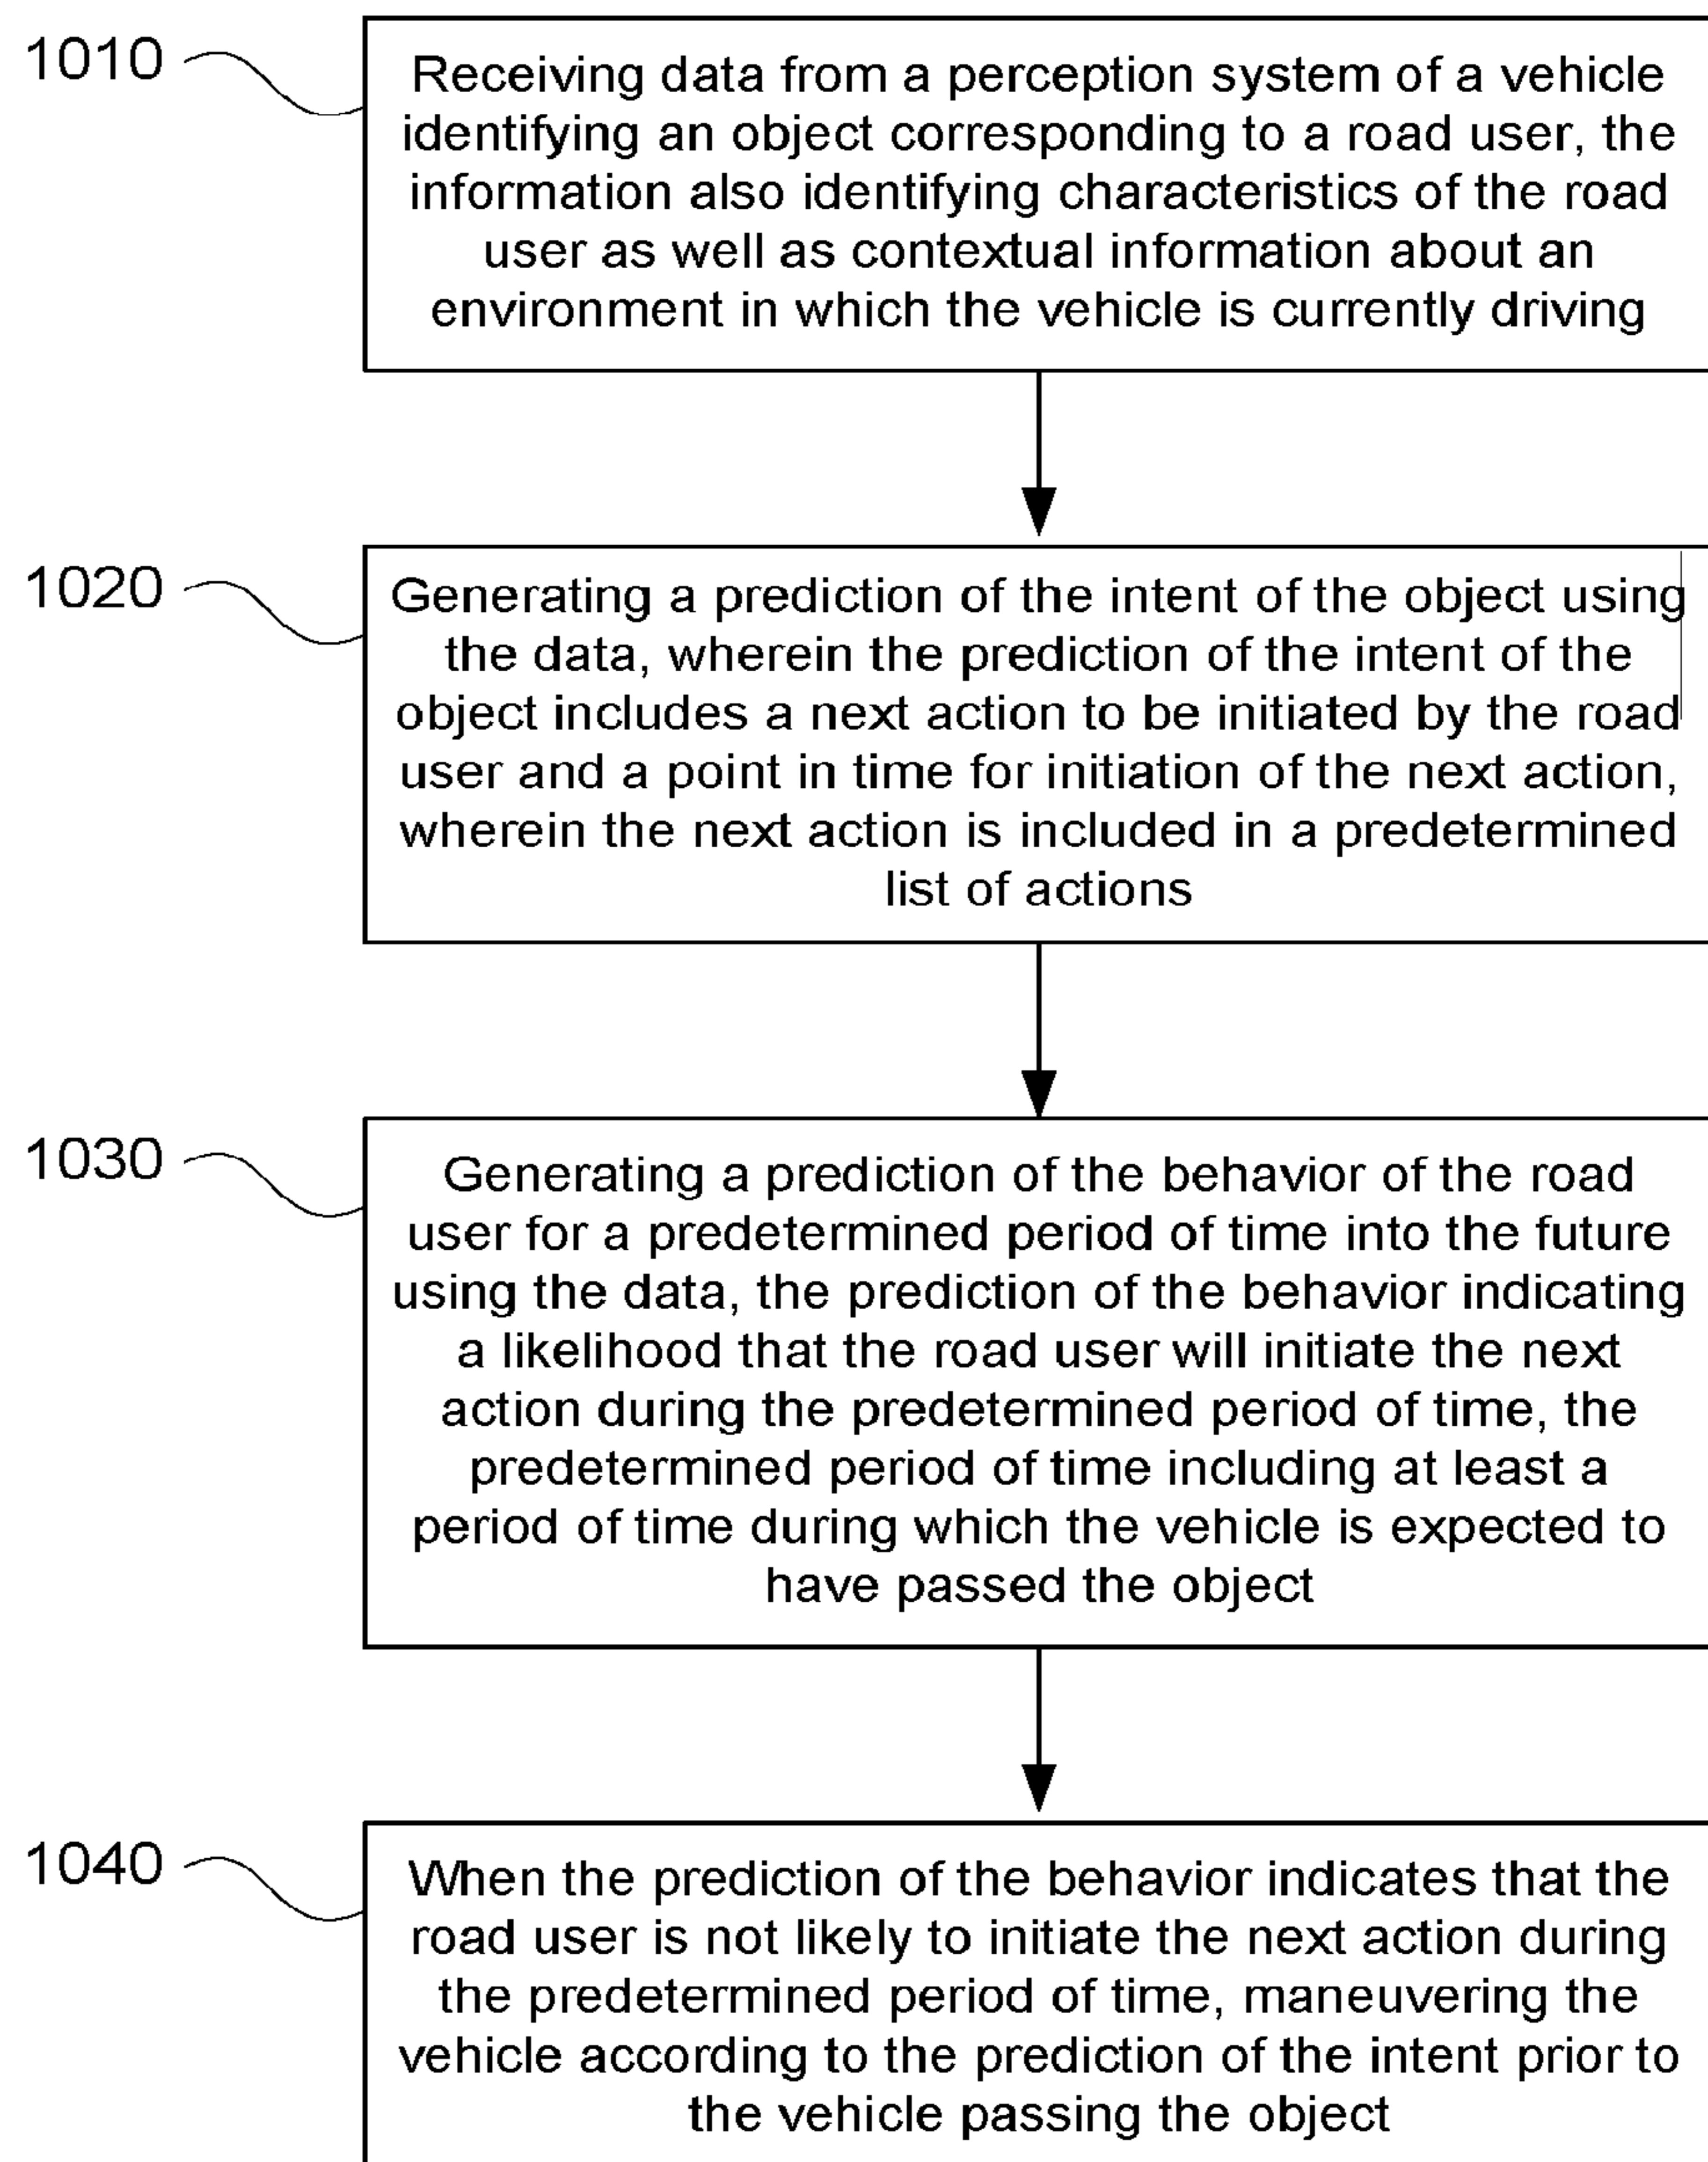 1010
Receiving data from a perception system of a vehicle
identifying an object corresponding to a road user, the
information also identifying characteristics of the road
user as well as contextual information about an
environment in which the vehicle is currently driving
1020
Generating a prediction of the intent of the object using
the data, wherein the prediction of the intent of the
object includes a next action to be initiated by the road
user and a point in time for initiation of the next action,
wherein the next action is included in a predetermined
list of actions
1030
Generating a prediction of the behavior of the road
user for a predetermined period of time into the future
using the data, the prediction of the behavior indicating
a likelihood that the road user will initiate the next
action during the predetermined period of time, the
predetermined period of time including at least a
period of time during which the vehicle is expected to
have passed the object
1040
When the prediction of the behavior indicates that the
road user is not likely to initiate the next action during
the predetermined period of time, maneuvering the
vehicle according to the prediction of the intent prior to
the vehicle passing the object